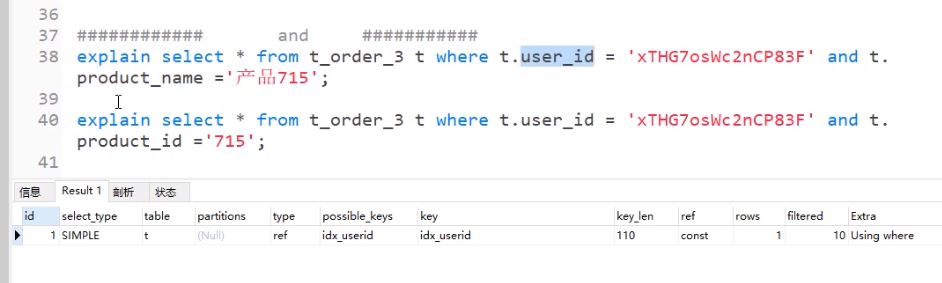 36
37 ############ and ###########
38 explain select * from t_order_3 t where t.user_id = 'xTHG7osWc2nCP83F' and t.
product_name ='产品715';
39
40 explain select * from t_order_3 t where t.user_id = 'xTHG7osWc2nCP83F' and t.
product_id ='715';
41
信息 Result 1 剖析 状态
id select_type table partitions type possible_keys key key_len ref rows filtered Extra
1 SIMPLE t (Null) ref idx_userid idx_userid 110 const 1 10 Using where